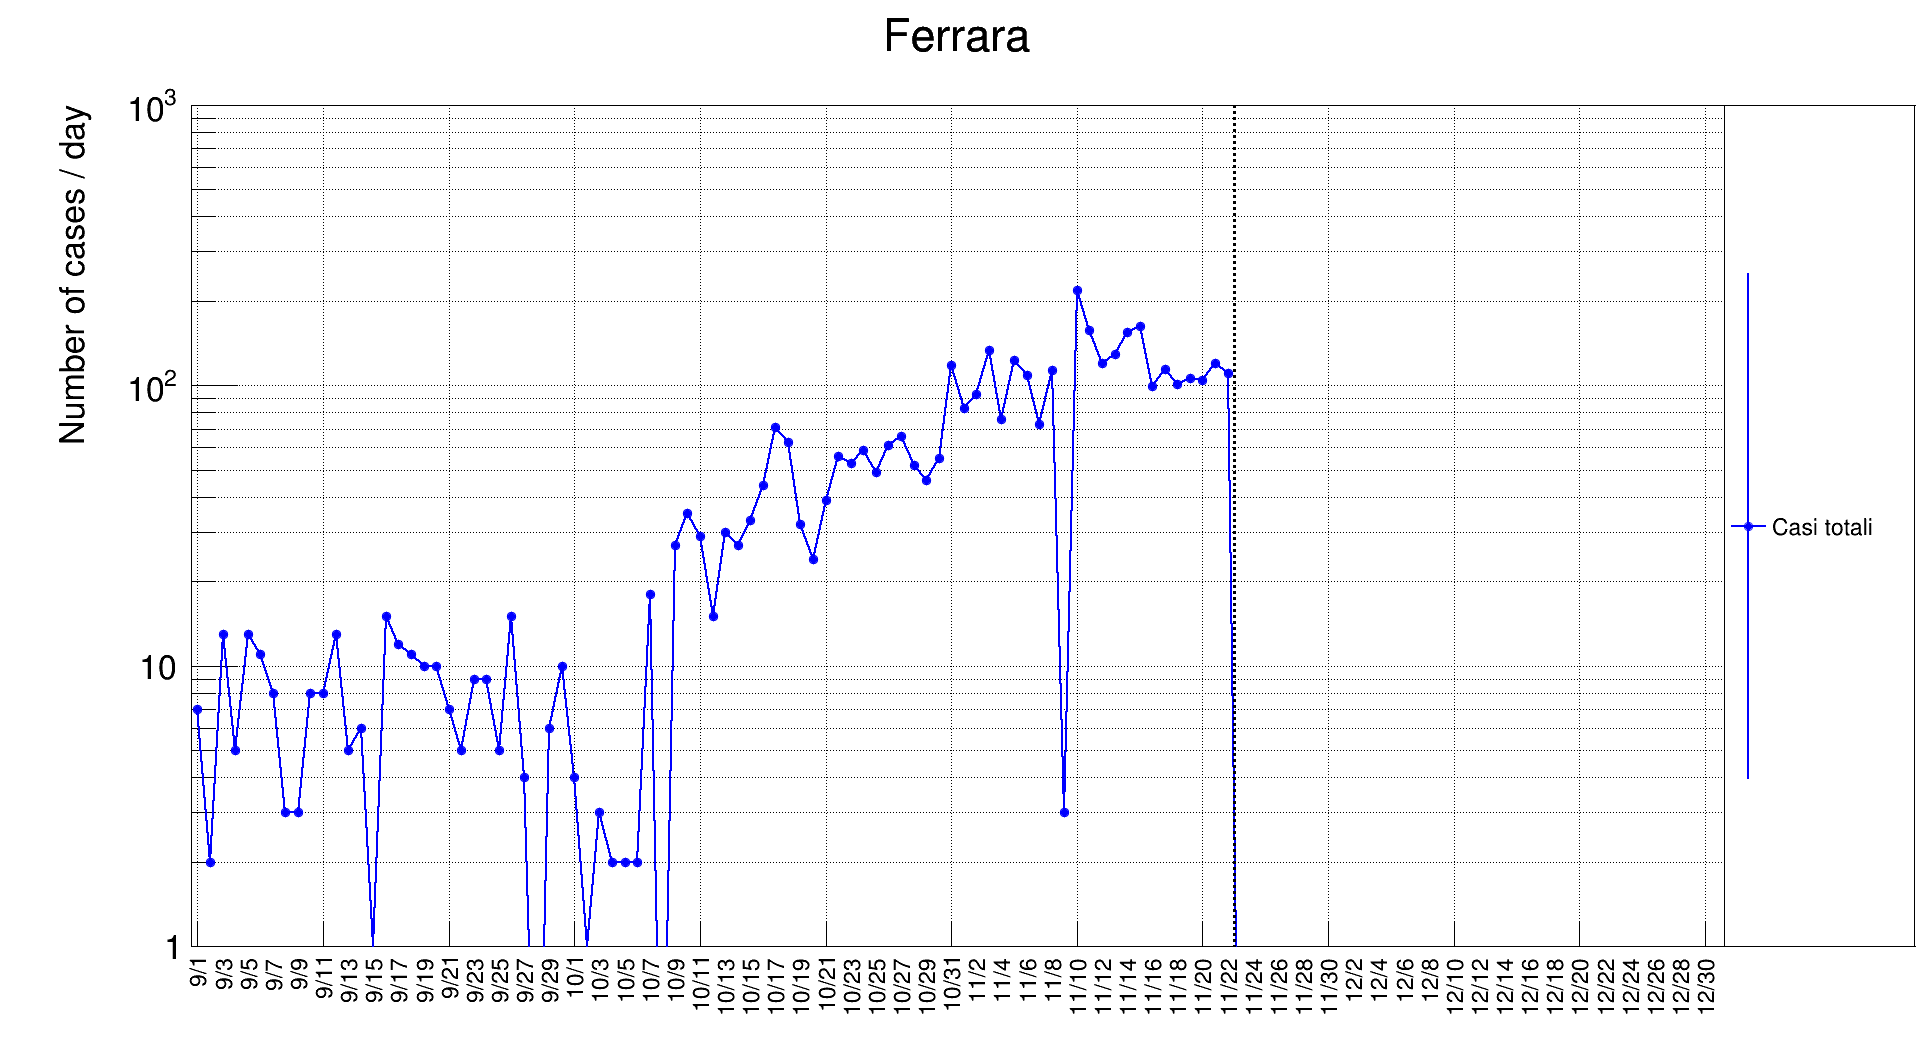 Ferrara
Number of cases / day
10³
10²
10
1
9/1 9/3 9/5 9/7 9/9 9/11 9/13 9/15 9/17 9/19 9/21 9/23 9/25 9/27 9/29 10/1 10/3 10/5 10/7 10/9 10/11 10/13 10/15 10/17 10/19 10/21 10/23 10/25 10/27 10/29 10/31 11/2 11/4 11/6 11/8 11/10 11/12 11/14 11/16 11/18 11/20 11/22 11/24 11/26 11/28 11/30 12/2 12/4 12/6 12/8 12/10 12/12 12/14 12/16 12/18 12/20 12/22 12/24 12/26 12/28 12/30
Casi totali